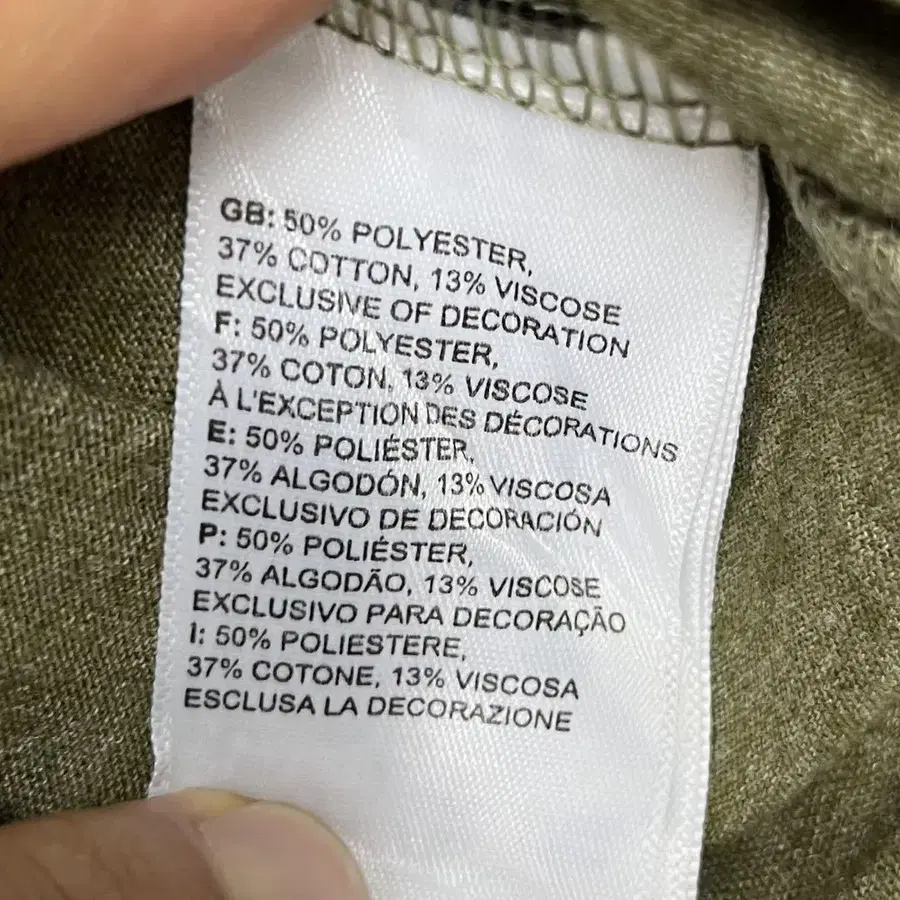 GB: 50% POLYESTER,
37% COTTON, 13% VISCOSE
EXCLUSIVE OF DECORATION
F: 50% POLYESTER,
37% COTON, 13% VISCOSE
À L'EXCEPTION DES DÉCORATIONS
E: 50% POLIÉSTER,
37% ALGODÓN, 13% VISCOSA
EXCLUSIVO DE DECORACIÓN
P: 50% POLIÉSTER,
37% ALGODÃO, 13% VISCOSE
EXCLUSIVO PARA DECORAÇÃO
I: 50% POLIESTERE,
37% COTONE, 13% VISCOSA
ESCLUSA LA DECORAZIONE